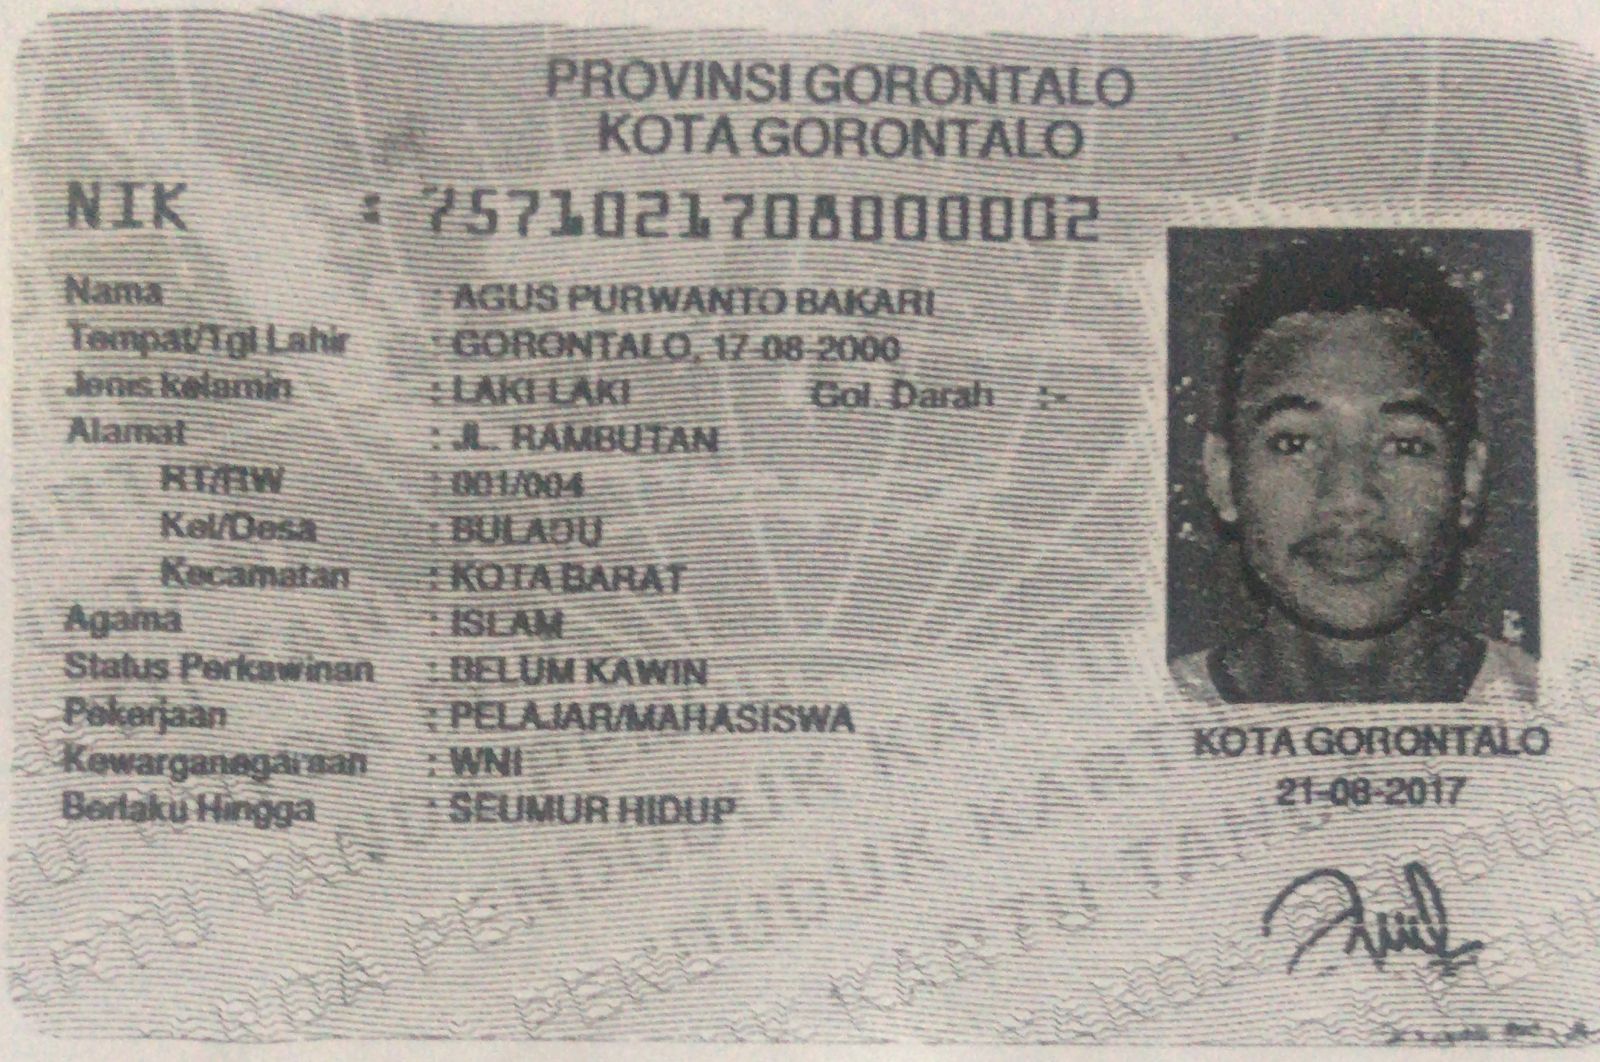 PROVINSI GORONTALO
KOTA GORONTALO
NIK : 7571021708000002
Nama : AGUS PURWANTO BAKARI
Tempat/Tgl Lahir : GORONTALO, 17-08-2000
Jenis kelamin : LAKI-LAKI Gol. Darah :-
Alamat : JL. RAMBUTAN
RT/RW : 001/004
Kel/Desa : BULADU
Kecamatan : KOTA BARAT
Agama : ISLAM
Status Perkawinan : BELUM KAWIN
Pekerjaan : PELAJAR/MAHASISWA
Kewarganegaraan : WNI
Berlaku Hingga : SEUMUR HIDUP
KOTA GORONTALO
21-08-2017